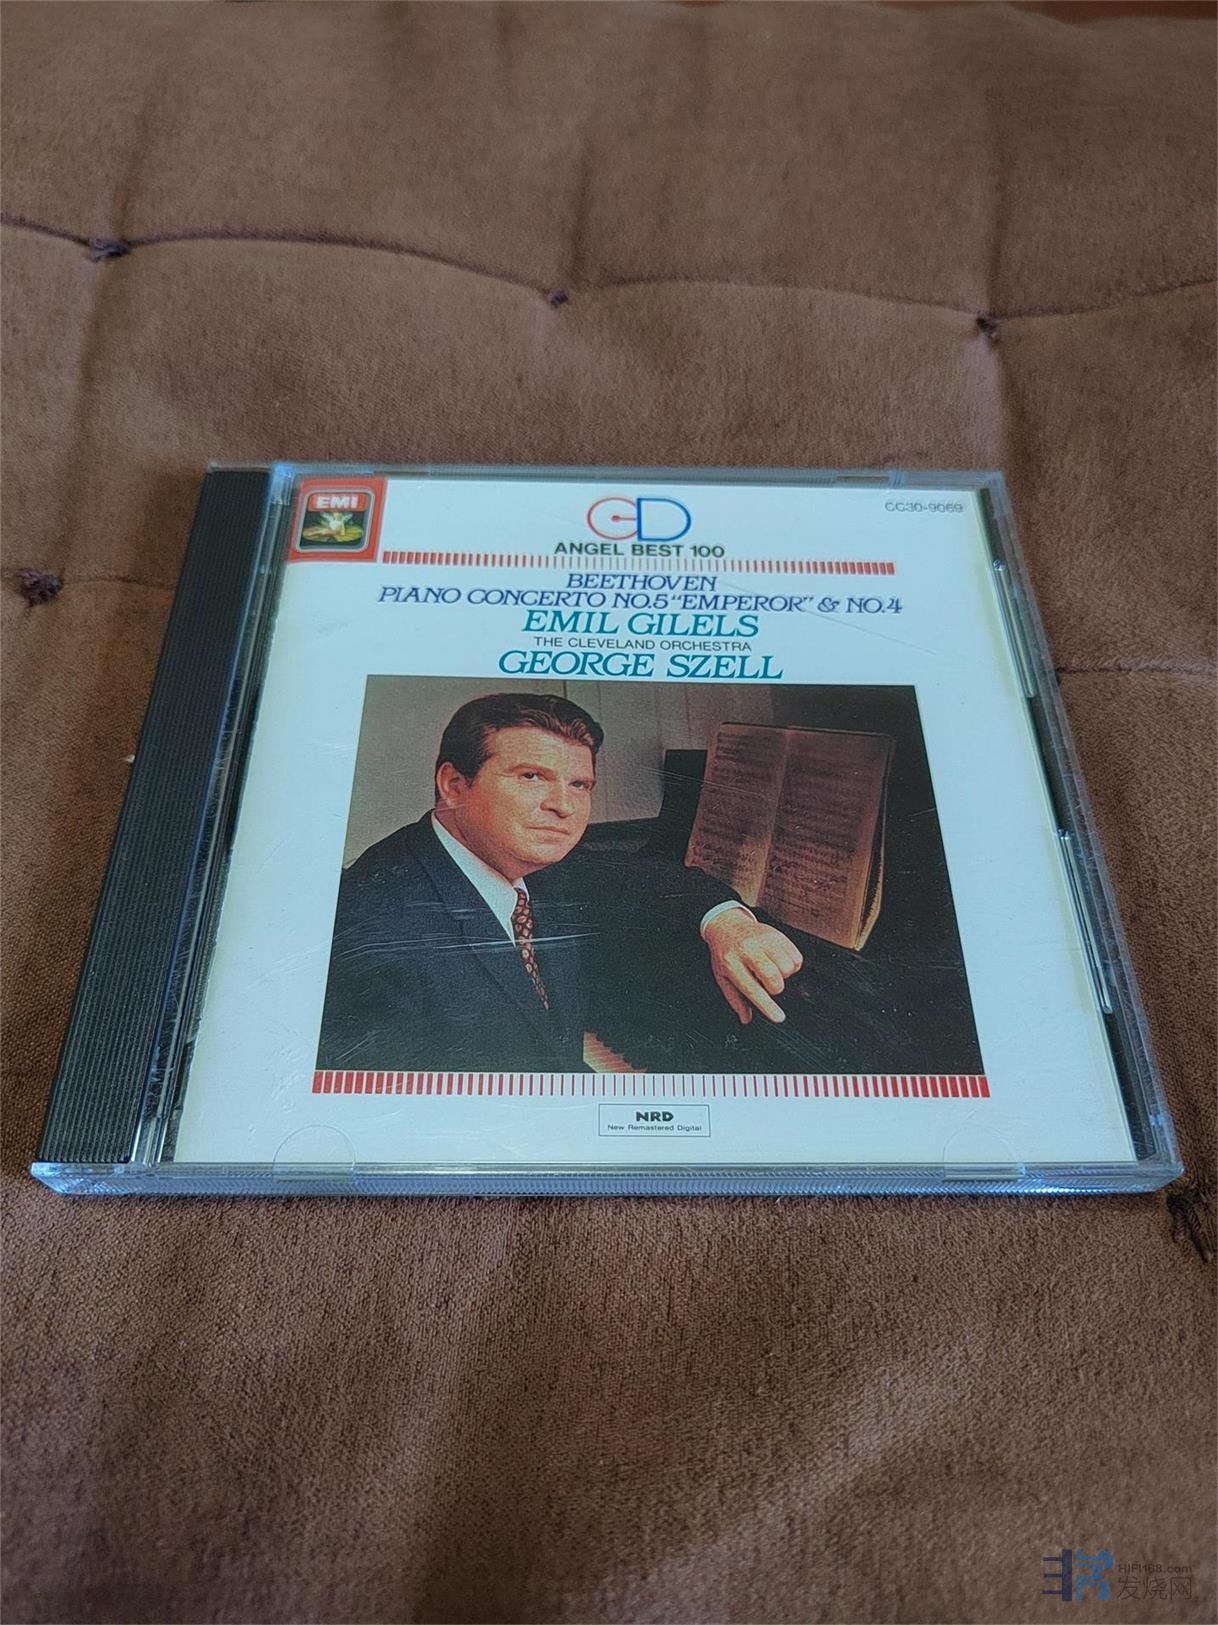 EMI
CD
CC30-9069
ANGEL BEST 100
BEETHOVEN
PIANO CONCERTO NO.5 “EMPEROR” & NO.4
EMIL GILELS
THE CLEVELAND ORCHESTRA
GEORGE SZELL
NRD
New Remastered Digital
HIFI168.com
发烧网